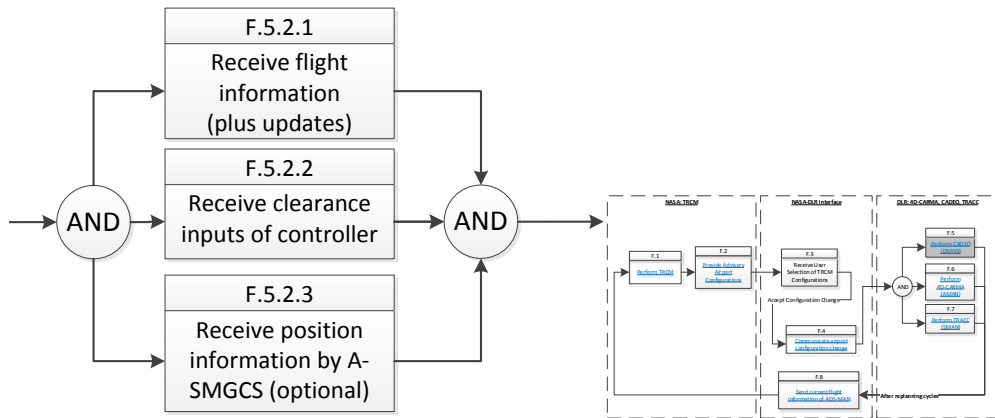 F.5.2.1
Receive flight
information
(plus updates)
F.5.2.2
AND
Receive clearance
inputs of controller
AND
F.5.2.3
Receive position
information by A-
SMGCS (optional)
NASA: TRCM
NASA-DLR Interface
DLR: 4D-CARMA, CADEO, TRACC
F.1
Perform TRCM
F.2
Provide Advisory
Airport
Configurations
F.3
Receive User
Selection of TRCM
Configurations
Accept Configuration Change
F.4
Communicate airport
configuration change
AND
F.5
Perform CADEO
(DMAN)
F.6
Perform
4D-CARMA
(AMAN)
F.7
Perform TRACC
(SMAN)
F.8
Send current flight
information of ADS-MAN
After replanning cycles